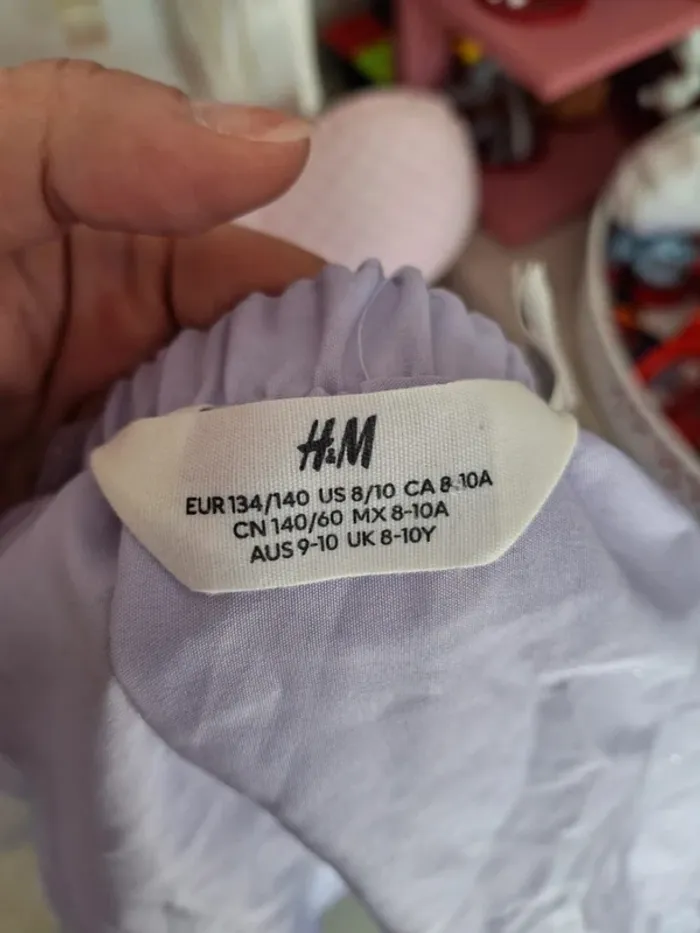 H&M
EUR 134/140 US 8/10 CA 8-10A
CN 140/60 MX 8-10A
AUS 9-10 UK 8-10Y